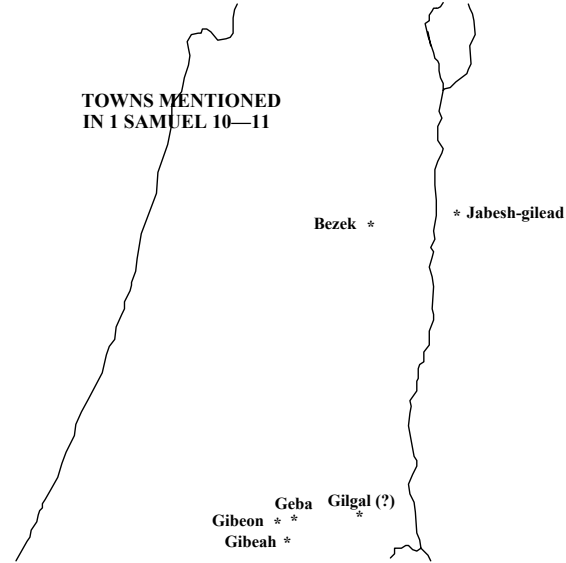 TOWNS MENTIONED
IN 1 SAMUEL 10—11
Bezek *
* Jabesh-gilead
Geba
*
Gilgal (?)
*
Gibeon *
Gibeah *